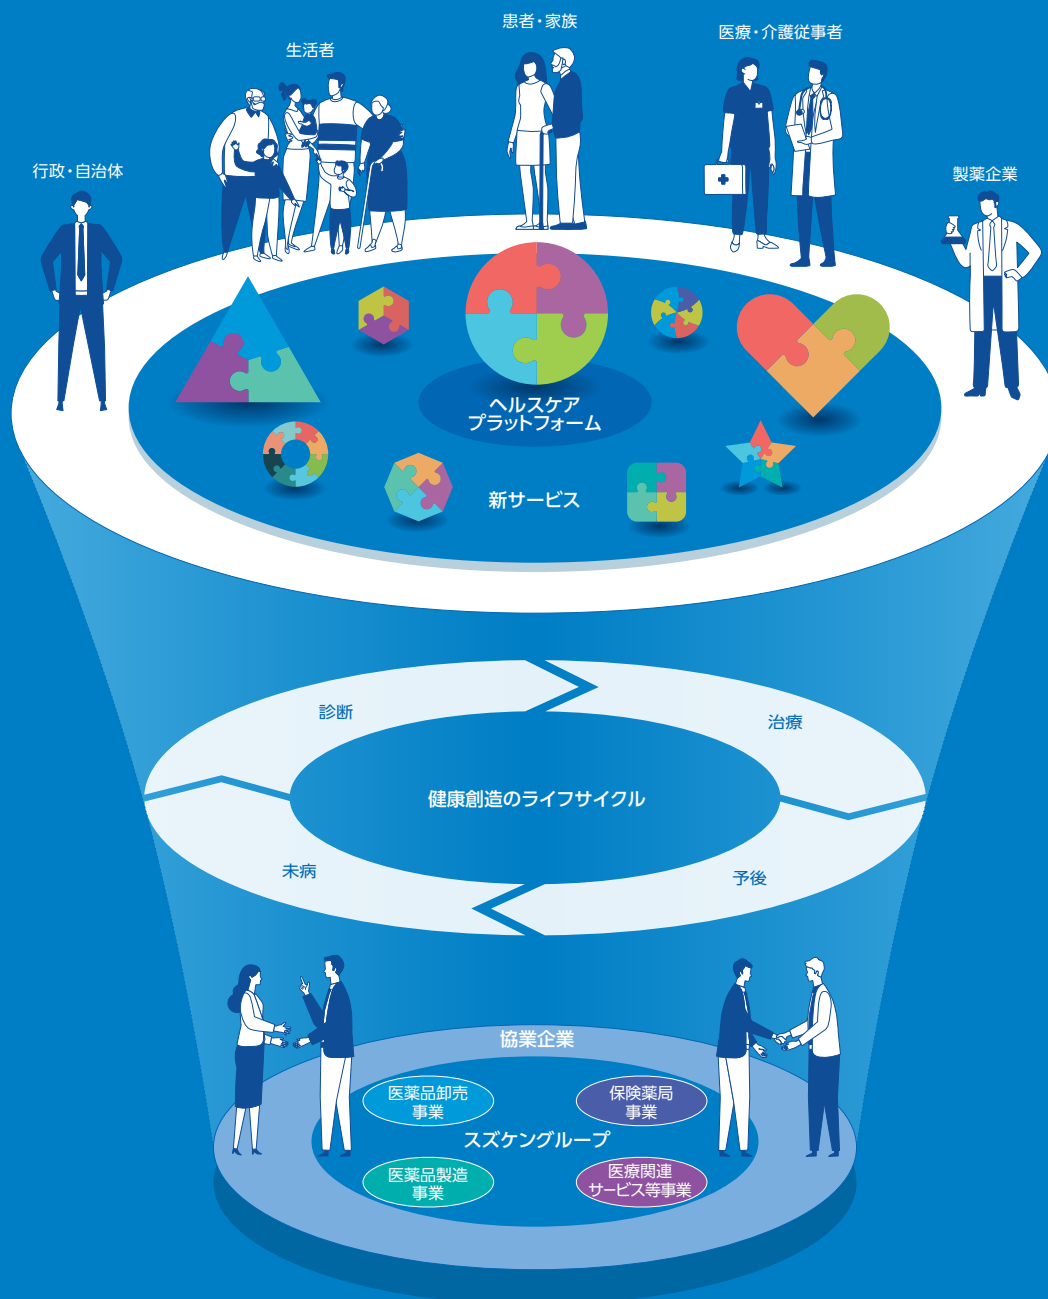 患者・家族
医療・介護従事者
生活者
行政・自治体
製薬企業
ヘルスケア
プラットフォーム
新サービス
診断
治療
健康創造のライフサイクル
未病
予後
協業企業
医薬品卸売
事業
保険薬局
事業
スズケングループ
医薬品製造
事業
医療関連
サービス等事業